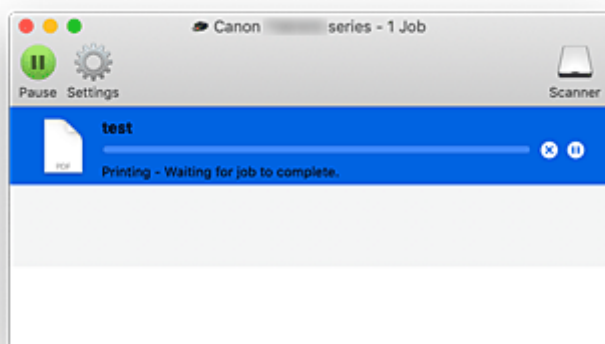 Canon series - 1 Job
Pause Settings Scanner
test
PDF
Printing - Waiting for job to complete.